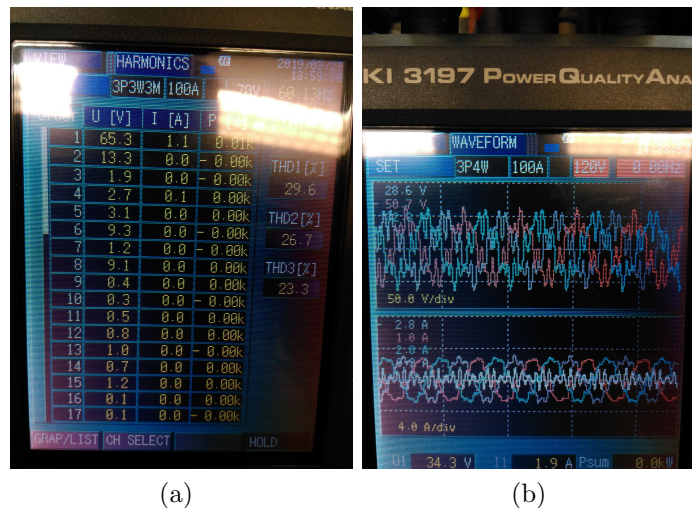 VIEW HARMONICS 2019/03/
3P3W3M 100A 70V 60.13Hz
U [V] I [A]
1 65.3 1.1 0.01k
2 13.3 0.0 - 0.00k
3 1.9 0.0 - 0.00k
4 2.7 0.1 0.00k
5 3.1 0.0 0.00k
6 9.3 0.0 - 0.00k
7 1.2 0.0 - 0.00k
8 9.1 0.0 0.00k
9 0.4 0.0 0.00k
10 0.3 0.0 - 0.00k
11 0.5 0.0 0.00k
12 0.8 0.0 0.00k
13 1.0 0.0 - 0.00k
14 0.7 0.0 0.00k
15 1.2 0.0 0.00k
16 0.1 0.0 0.00k
17 0.1 0.0 - 0.00k
THD1[%]
29.6
THD2[%]
26.7
THD3[%]
23.3
GRAP/LIST CH SELECT HOLD
(a)
KI 3197 POWER QUALITY ANA
WAVEFORM
SET 3P4W 100A 120V 0.00Hz
28.6 V
50.7 V
50.0 V/div
2.8 A
1.0 A
2.0 A
4.0 A/div
U1 34.3 V I1 1.9 A Psum 0.0kW
(b)